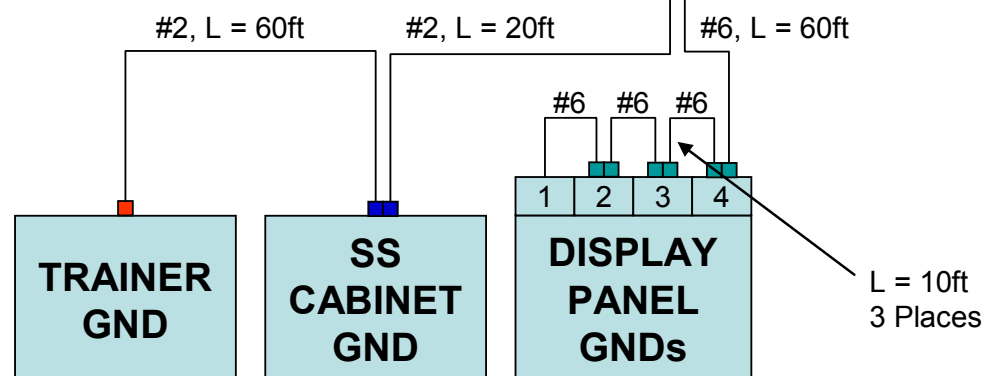 #2, L = 60ft
#2, L = 20ft
#6, L = 60ft
#6
#6
#6
1
2
3
4
TRAINER
GND
SS
CABINET
GND
DISPLAY
PANEL
GNDs
L = 10ft
3 Places